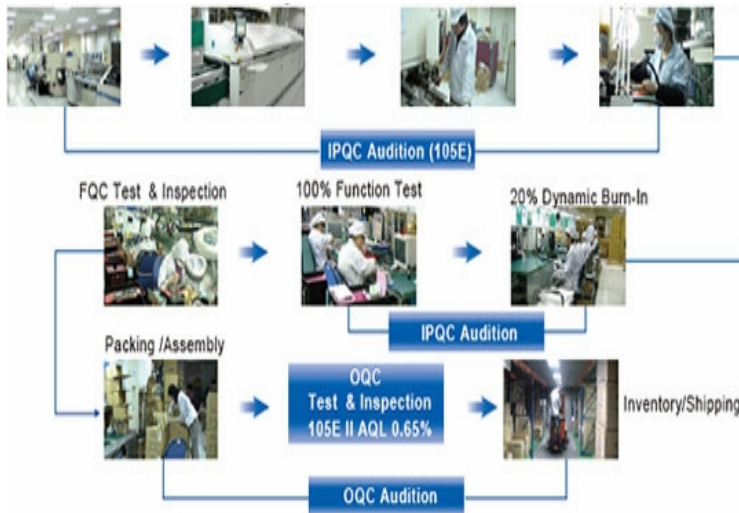 IPQC Audition (105E)
FQC Test & Inspection
100% Function Test
20% Dynamic Burn-In
IPQC Audition
Packing /Assembly
OQC
Test & Inspection
105E II AQL 0.65%
Inventory/Shipping
OQC Audition